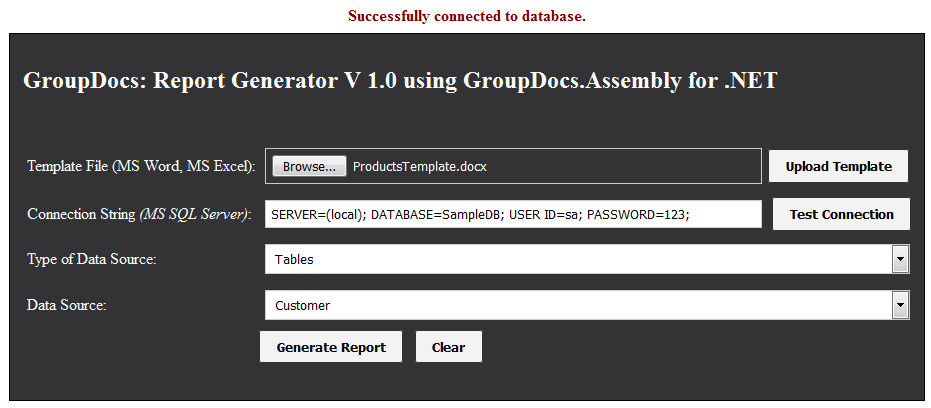 Successfully connected to database.
GroupDocs: Report Generator V 1.0 using GroupDocs.Assembly for .NET
Template File (MS Word, MS Excel): Browse... ProductsTemplate.docx Upload Template
Connection String (MS SQL Server): SERVER=(local); DATABASE=SampleDB; USER ID=sa; PASSWORD=123; Test Connection
Type of Data Source: Tables
Data Source: Customer
Generate Report Clear